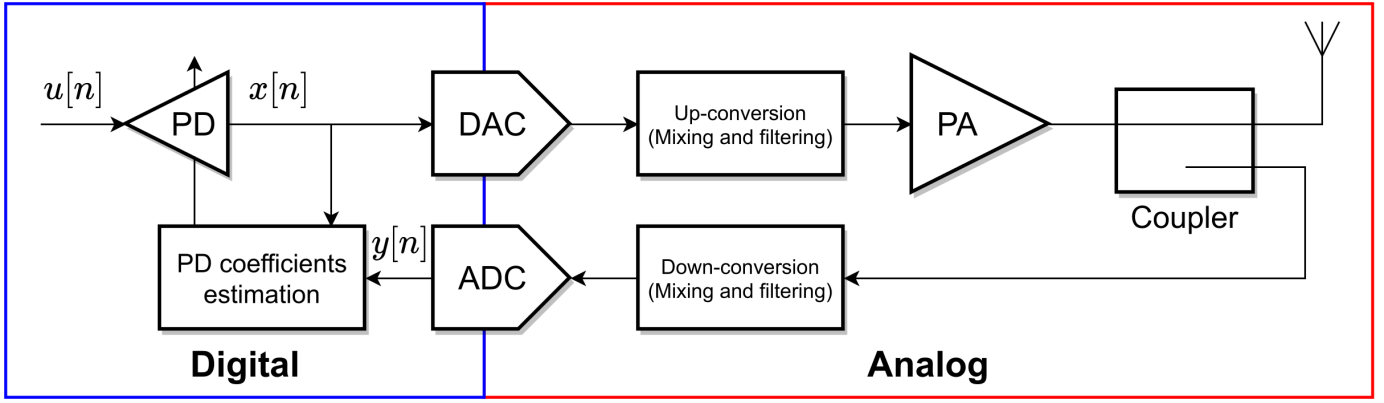 u[n]
PD
x[n]
DAC
Up-conversion
(Mixing and filtering)
PA
Coupler
PD coefficients
estimation
y[n]
ADC
Down-conversion
(Mixing and filtering)
Digital
Analog